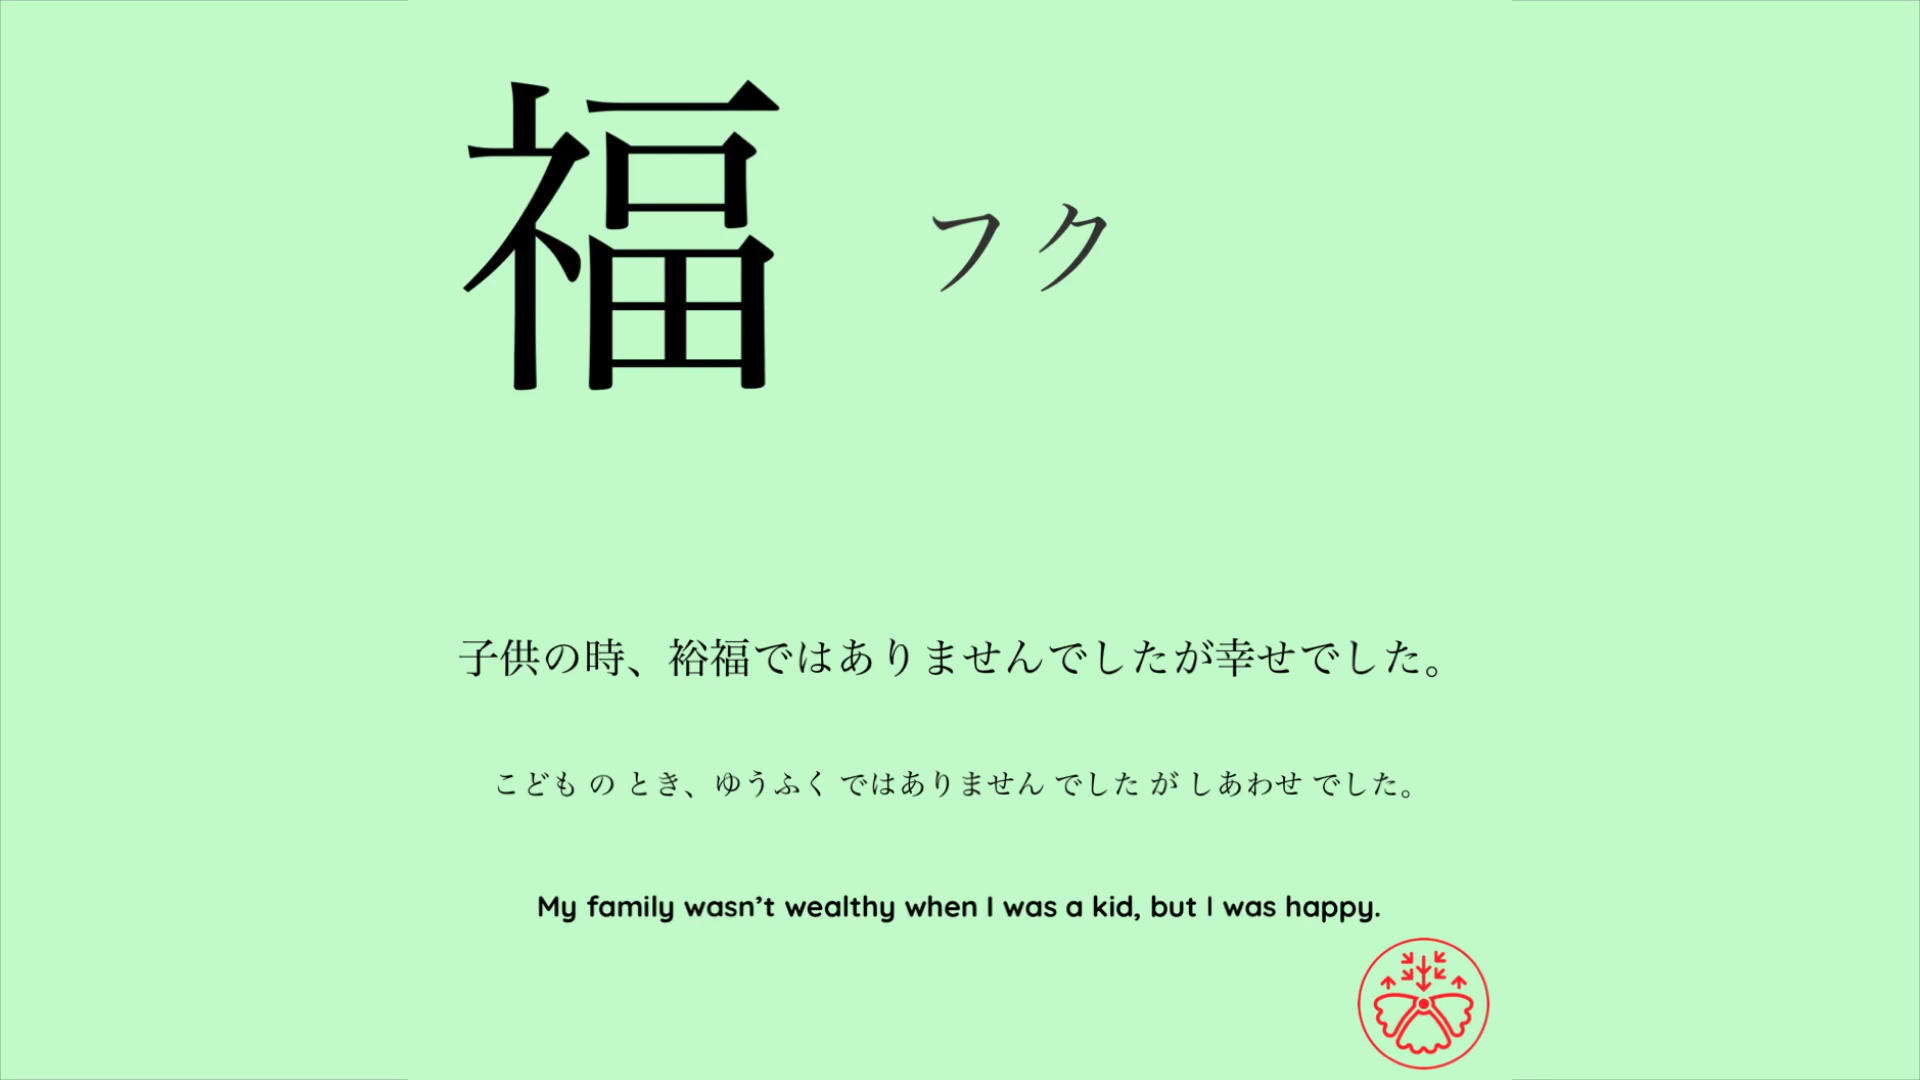 福
フク
子供の時、裕福ではありませんでしたが幸せでした。
こども の とき、ゆうふく ではありません でした が しあわせ でした。
My family wasn’t wealthy when I was a kid, but I was happy.